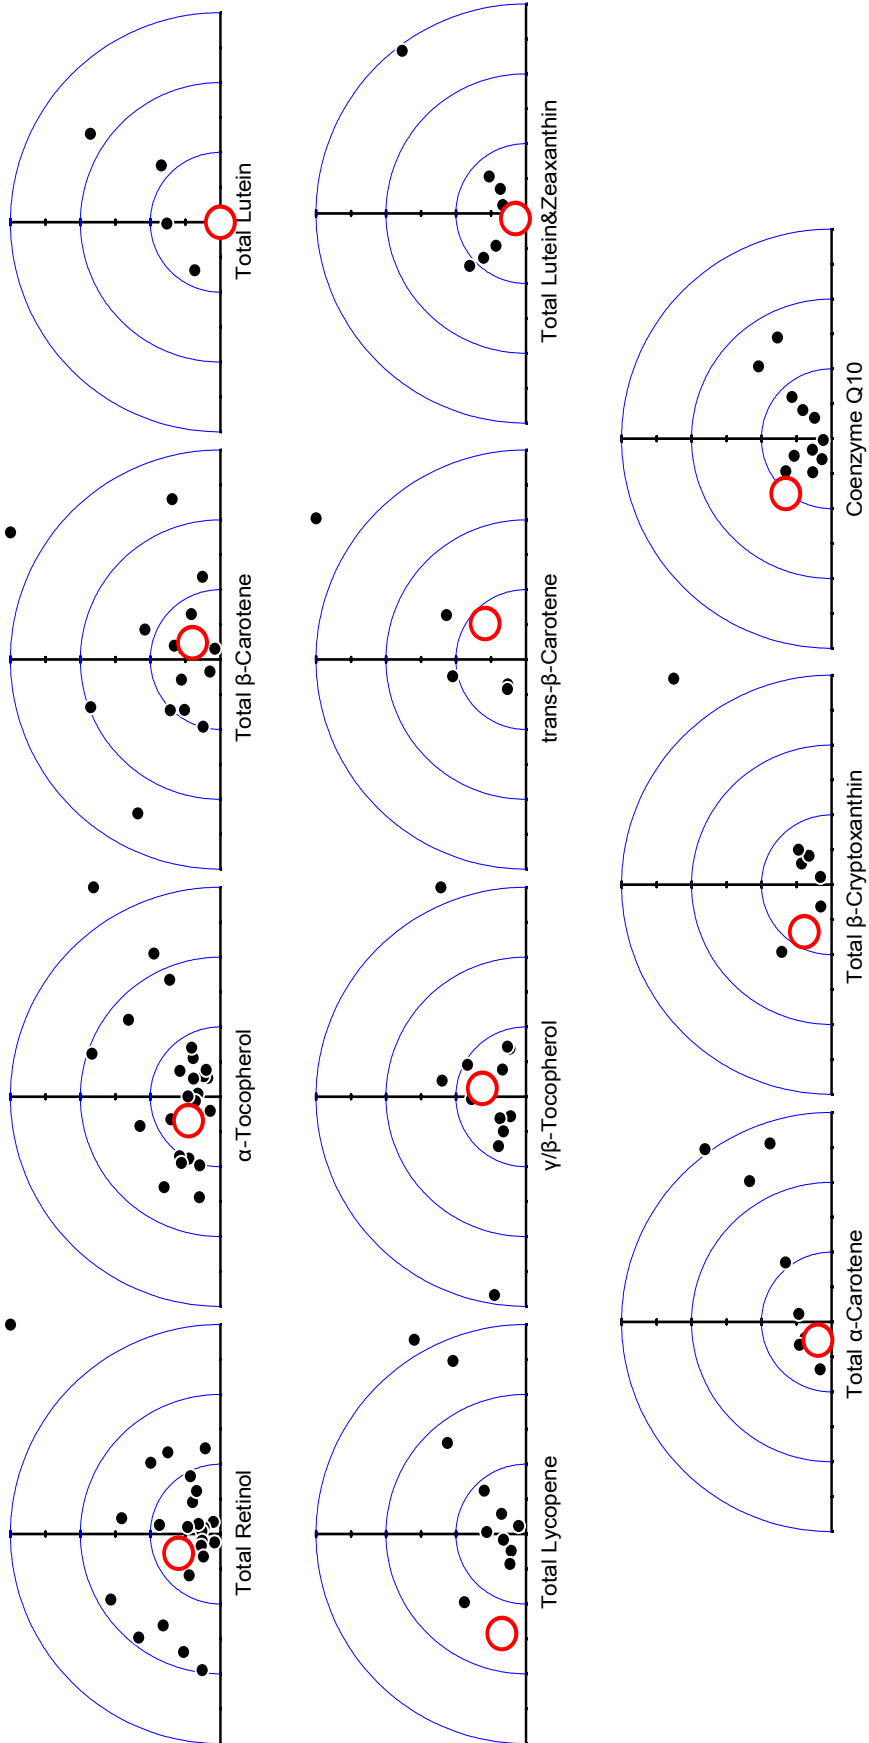 Total Retinol
α-Tocopherol
Total β-Carotene
Total Lutein
Total Lycopene
γ/β-Tocopherol
trans-β-Carotene
Total Lutein&Zeaxanthin
Total α-Carotene
Total β-Cryptoxanthin
Coenzyme Q10